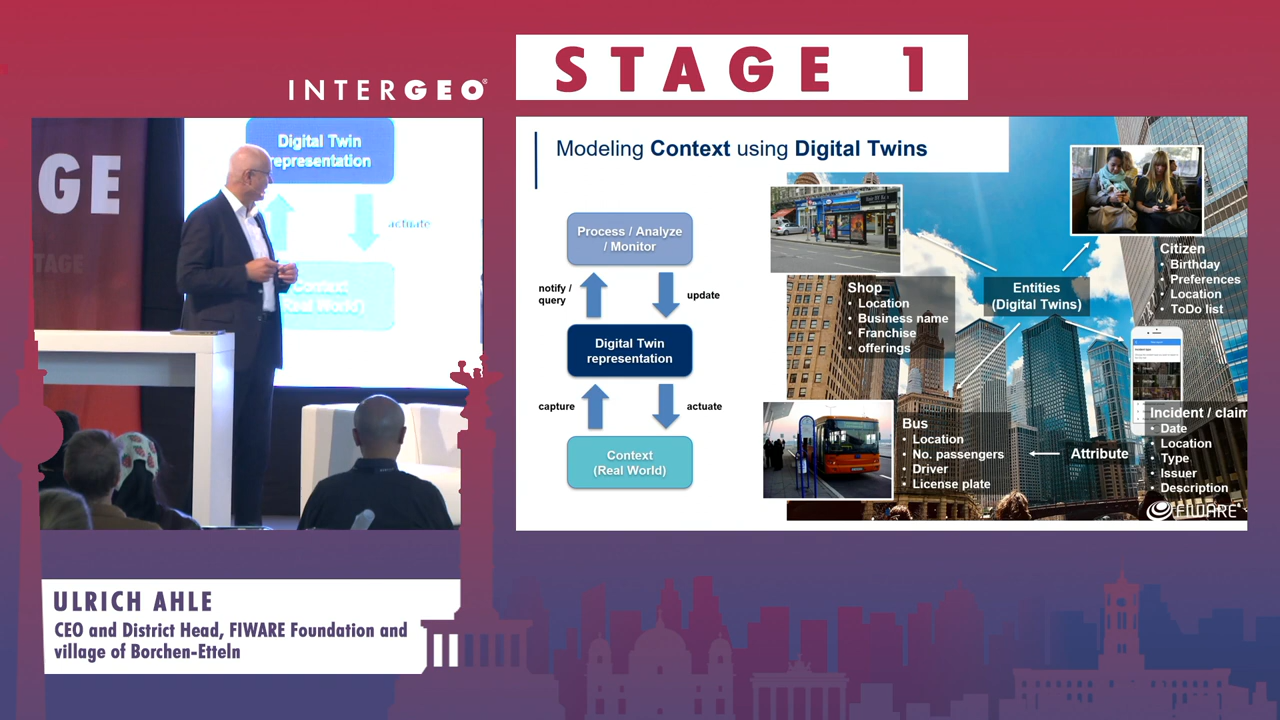 INTERGEO®
STAGE 1
GE
TAGE
Digital Twin
representation
actuate
Context
(Real World)
Modeling Context using Digital Twins
Process / Analyze
/ Monitor
notify /
query
update
Digital Twin
representation
capture
actuate
Context
(Real World)
Shop
• Location
• Business name
• Franchise
• offerings
Entities
(Digital Twins)
Citizen
• Birthday
• Preferences
• Location
• ToDo list
Bus
• Location
• No. passengers
• Driver
• License plate
Attribute
Incident / claim
• Date
• Location
• Type
• Issuer
• Description
FIWARE
ULRICH AHLE
CEO and District Head, FIWARE Foundation and
village of Borchen-Etteln